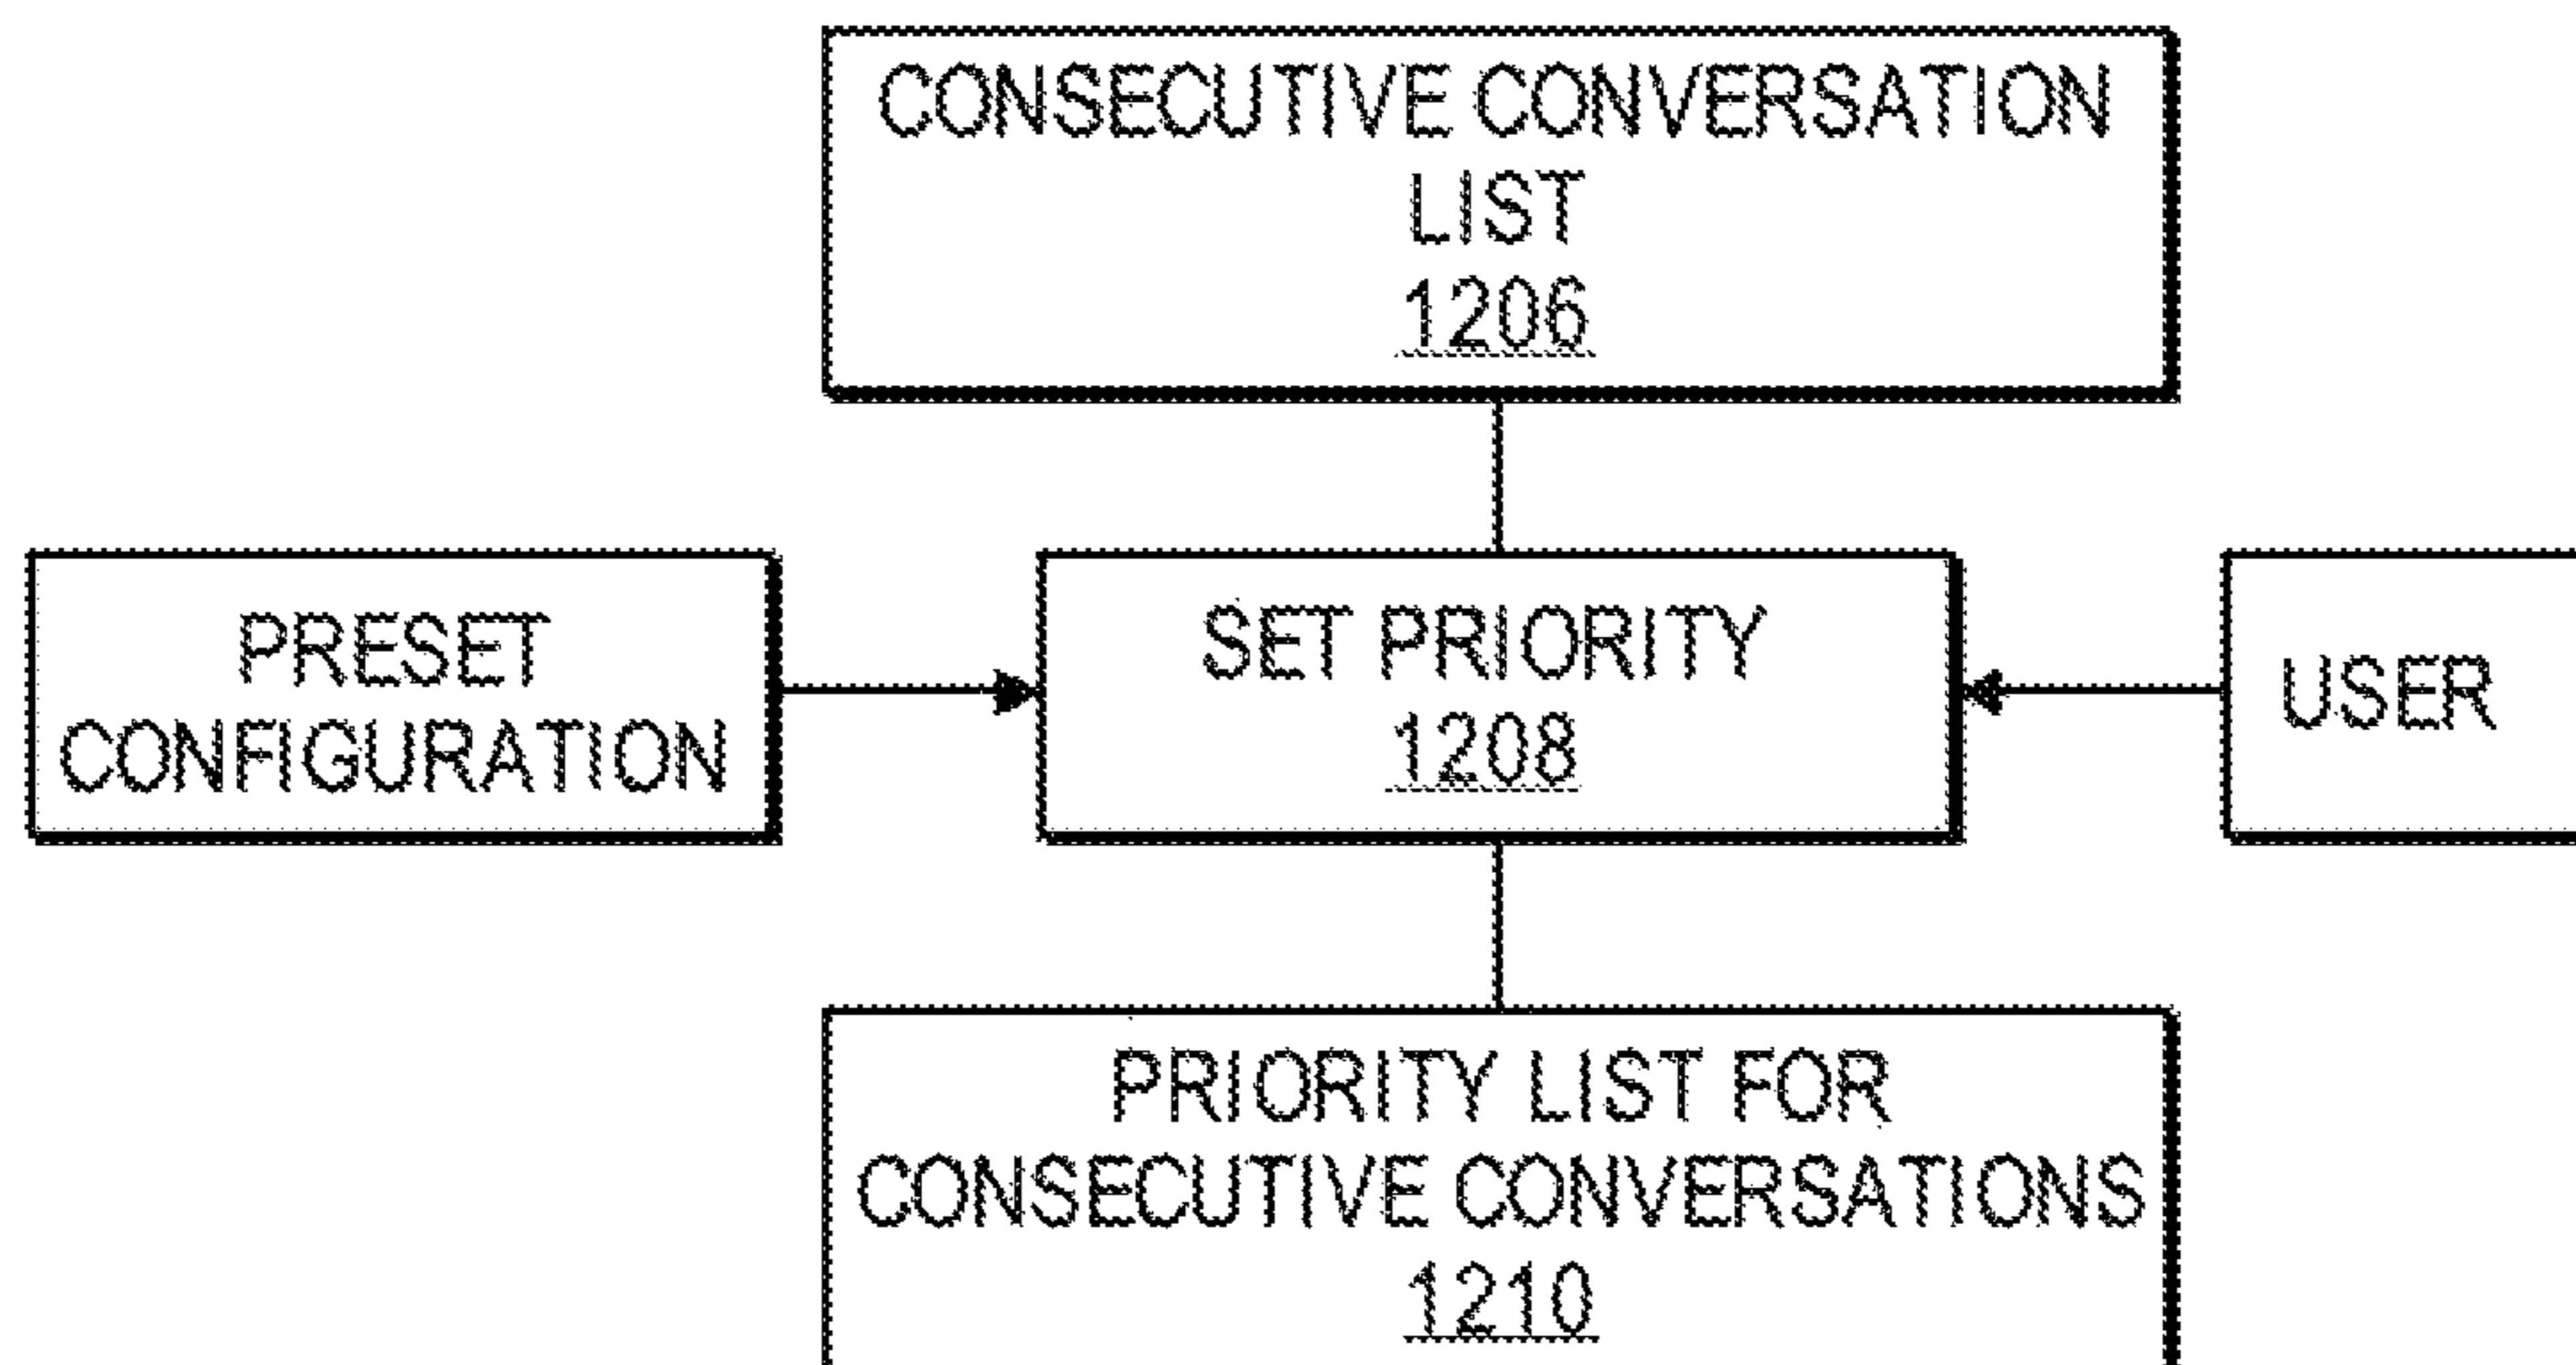 CONSECUTIVE CONVERSATION
LIST
1206
PRESET
CONFIGURATION
SET PRIORITY
1208
USER
PRIORITY LIST FOR
CONSECUTIVE CONVERSATIONS
1210